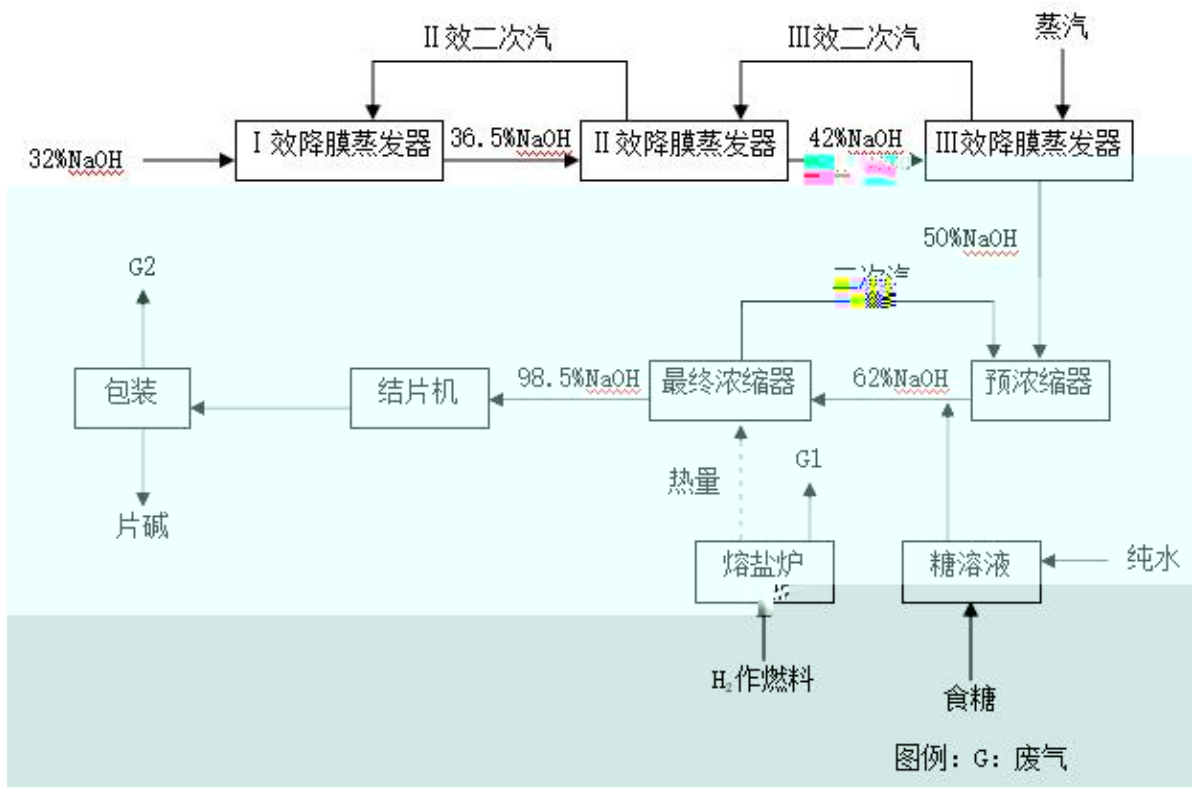 II效二次汽
III效二次汽
蒸汽
32%NaOH
I效降膜蒸发器
36.5%NaOH
II效降膜蒸发器
42%NaOH
III效降膜蒸发器
50%NaOH
G2
二次汽
包装
结片机
98.5%NaOH
最终浓缩器
62%NaOH
预浓缩器
热量
G1
片碱
熔盐炉
糖溶液
纯水
H₂作燃料
食糖
图例：G：废气